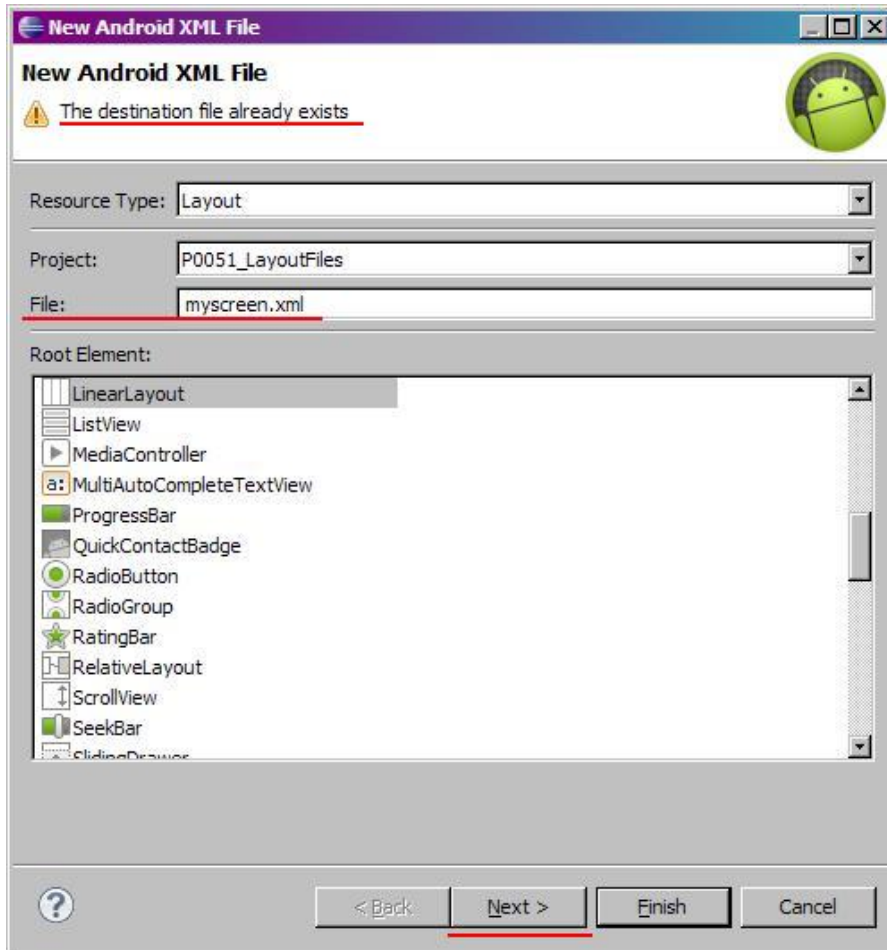 New Android XML File
New Android XML File
The destination file already exists
Resource Type: Layout
Project: P0051_LayoutFiles
File: myscreen.xml
Root Element:
LinearLayout
ListView
MediaController
a: MultiAutoCompleteTextView
ProgressBar
QuickContactBadge
RadioButton
RadioGroup
RatingBar
RelativeLayout
ScrollView
SeekBar
SlidingDrawer
? < Back Next > Finish Cancel